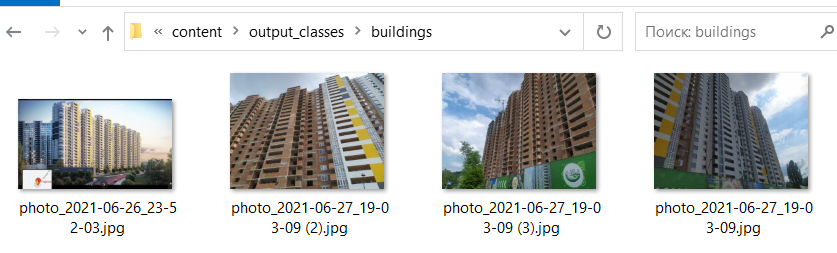 « content > output_classes > buildings
Поиск: buildings
photo_2021-06-26_23-5
2-03.jpg
photo_2021-06-27_19-0
3-09 (2).jpg
photo_2021-06-27_19-0
3-09 (3).jpg
photo_2021-06-27_19-0
3-09.jpg